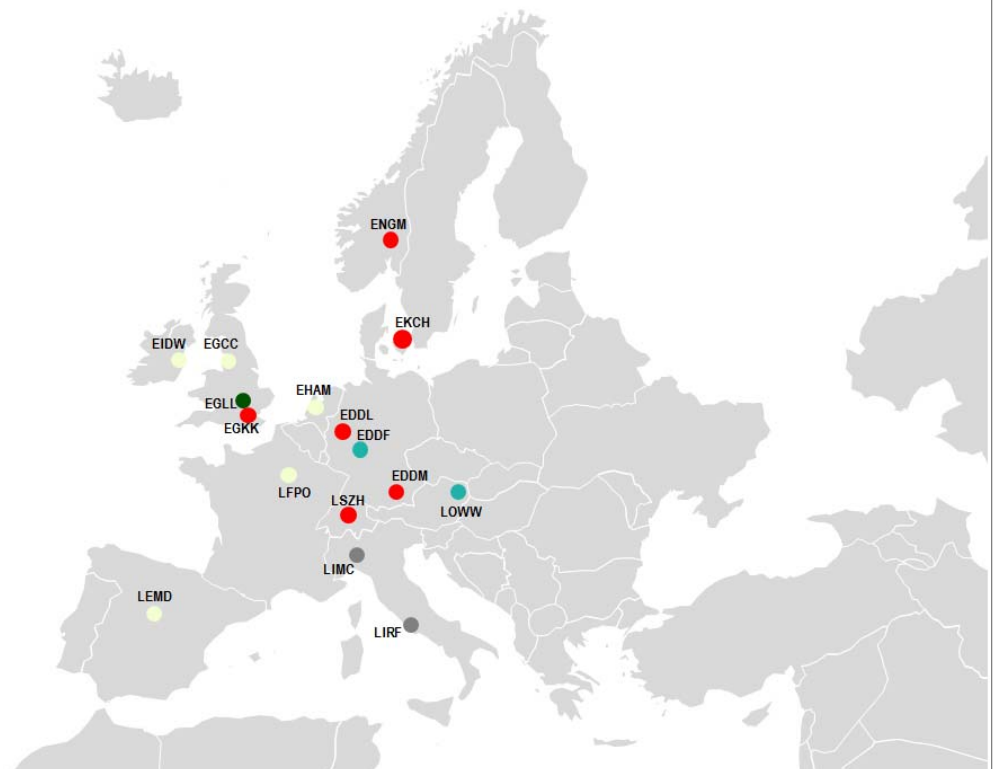 ENGM
EKCH
EIDW
EGCC
EHAM
EGLL
EDDL
EGKK
EDDF
EDDM
LFPO
LSZH
LOWW
LIMC
LEMD
LIRF